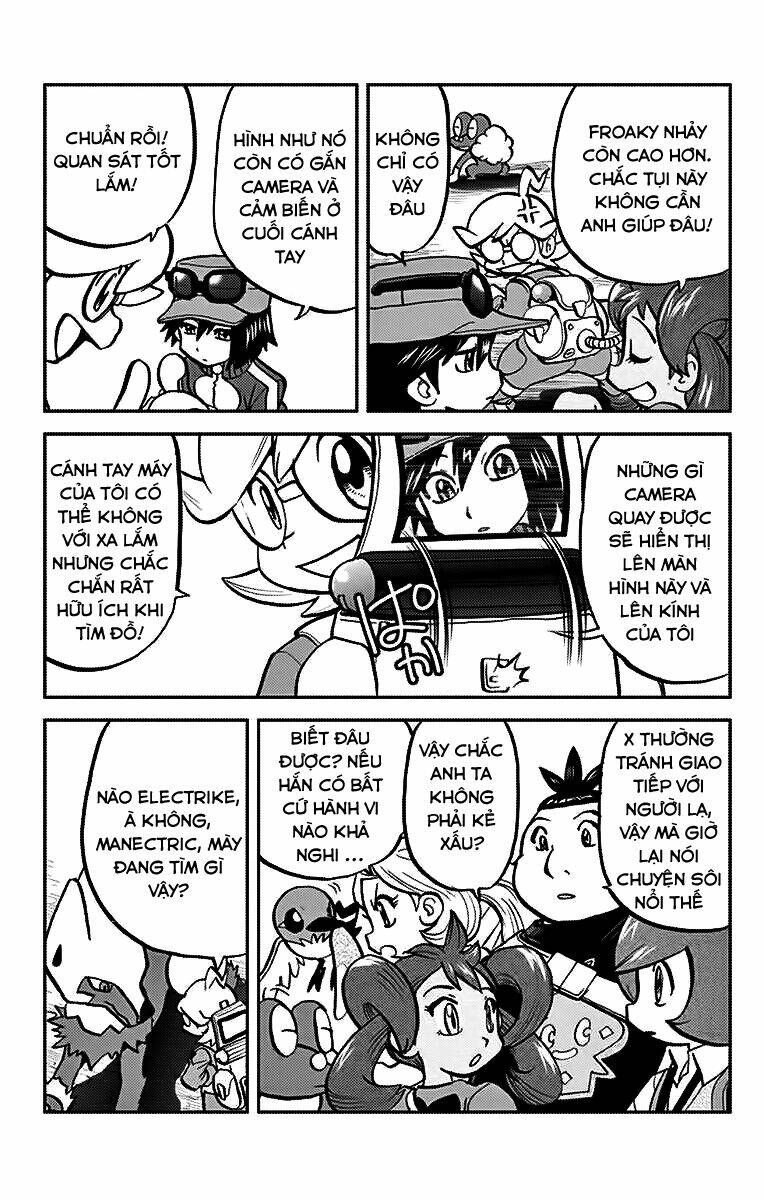 FROAKY NHẢY
CÒN CAO HƠN.
CHẮC TỤI NÀY
KHÔNG CẦN
ANH GIÚP ĐÂU!
KHÔNG
CHỈ CÓ
VẬY
ĐÂU
HÌNH NHƯ NÓ
CÒN CÓ GẮN
CAMERA VÀ
CẢM BIẾN Ở
CUỐI CÁNH
TAY
CHUẨN RỒI!
QUAN SÁT TỐT
LẮM!
NHỮNG GÌ
CAMERA
QUAY ĐƯỢC
SẼ HIỂN THỊ
LÊN MÀN
HÌNH NÀY VÀ
LÊN KÍNH
CỦA TÔI
ぱか
CÁNH TAY MÁY
CỦA TÔI CÓ
THỂ KHÔNG
VỚI XA LẮM
NHƯNG CHẮC
CHẮN RẤT
HỮU ÍCH KHI
TÌM ĐỒ!
X THƯỜNG
TRÁNH GIAO
TIẾP VỚI
NGƯỜI LẠ,
VẬY MÀ GIỜ
LẠI NÓI
CHUYỆN SÔI
NỔI THẾ
VẬY CHẮC
ANH TA
KHÔNG
PHẢI KẺ
XẤU?
BIẾT ĐÂU
ĐƯỢC? NẾU
HẮN CÓ BẤT
CỨ HÀNH VI
NÀO KHẢ
NGHI ...
NÀO ELECTRIKE,
À KHÔNG,
MANECTRIC, MÀY
ĐANG TÌM GÌ
VẬY?